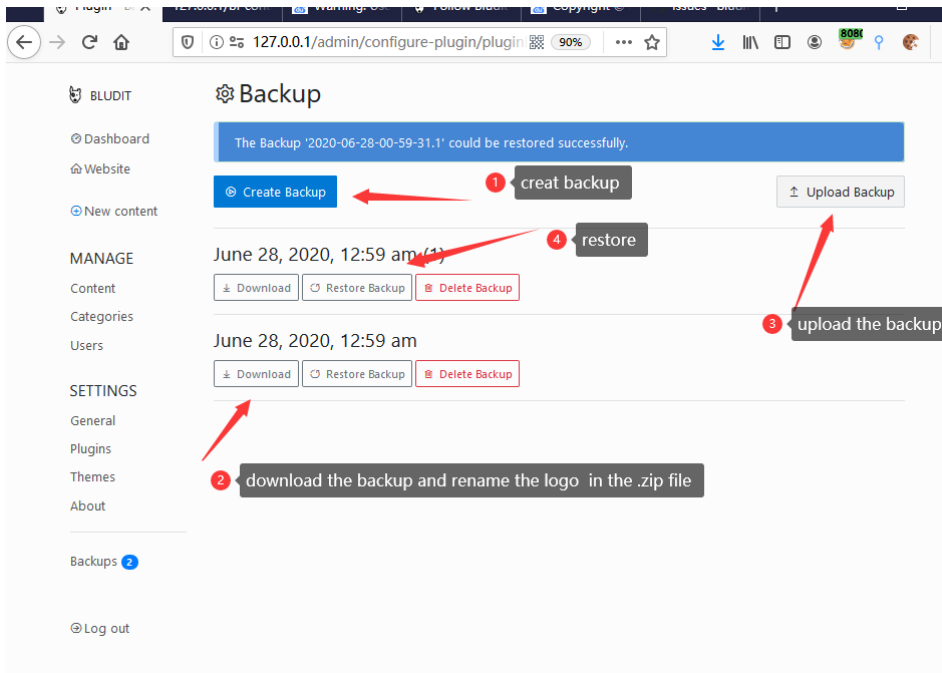 127.0.0.1/admin/configure-plugin/plugin
90%
8080
BLUDIT
Dashboard
Website
New content
MANAGE
Content
Categories
Users
SETTINGS
General
Plugins
Themes
About
Backups 2
Log out
Backup
The Backup '2020-06-28-00-59-31.1' could be restored successfully.
Create Backup
1 creat backup
Upload Backup
4 restore
June 28, 2020, 12:59 am (1)
Download Restore Backup Delete Backup
3 upload the backup
June 28, 2020, 12:59 am
Download Restore Backup Delete Backup
2 download the backup and rename the logo in the .zip file